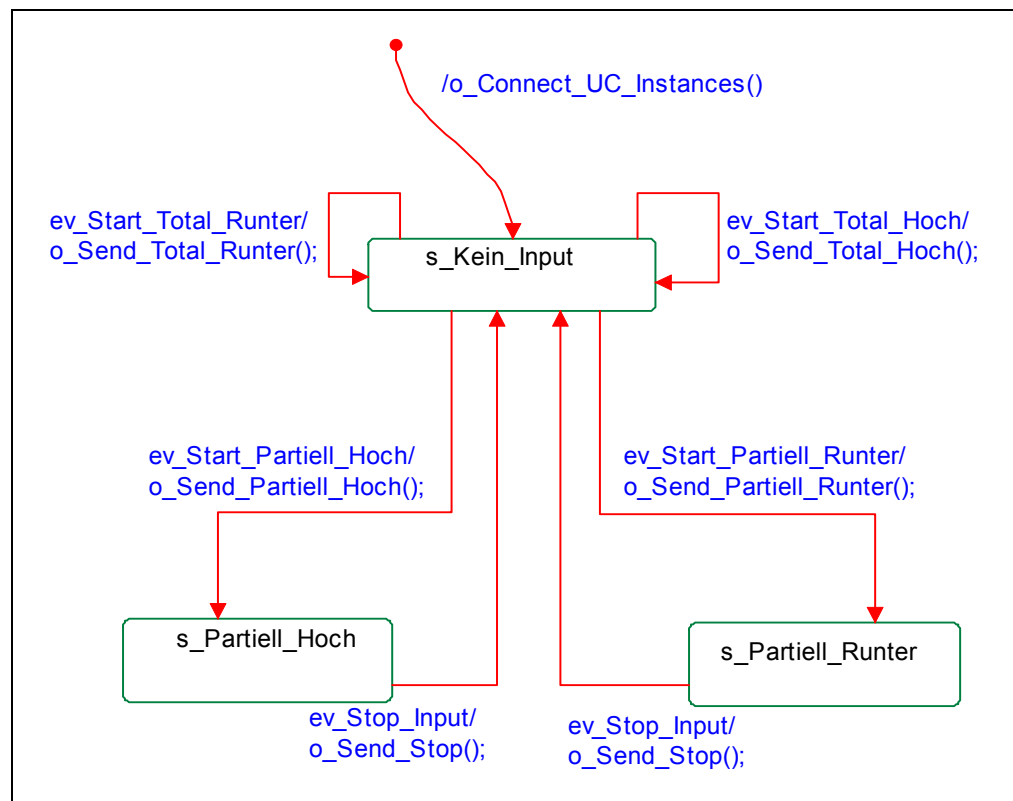 /o_Connect_UC_Instances()
ev_Start_Total_Runter/
o_Send_Total_Runter();
ev_Start_Total_Hoch/
o_Send_Total_Hoch();
s_Kein_Input
ev_Start_Partiell_Hoch/
o_Send_Partiell_Hoch();
ev_Start_Partiell_Runter/
o_Send_Partiell_Runter();
s_Partiell_Hoch
s_Partiell_Runter
ev_Stop_Input/
o_Send_Stop();
ev_Stop_Input/
o_Send_Stop();